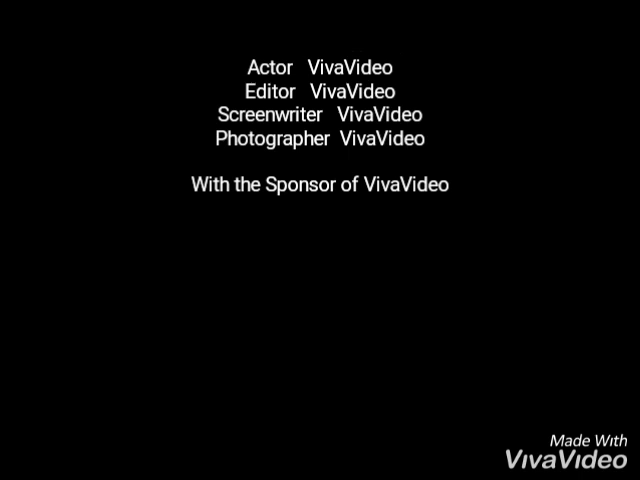 Actor VivaVideo
Editor VivaVideo
Screenwriter VivaVideo
Photographer VivaVideo
With the Sponsor of VivaVideo
Made With
VivaVideo